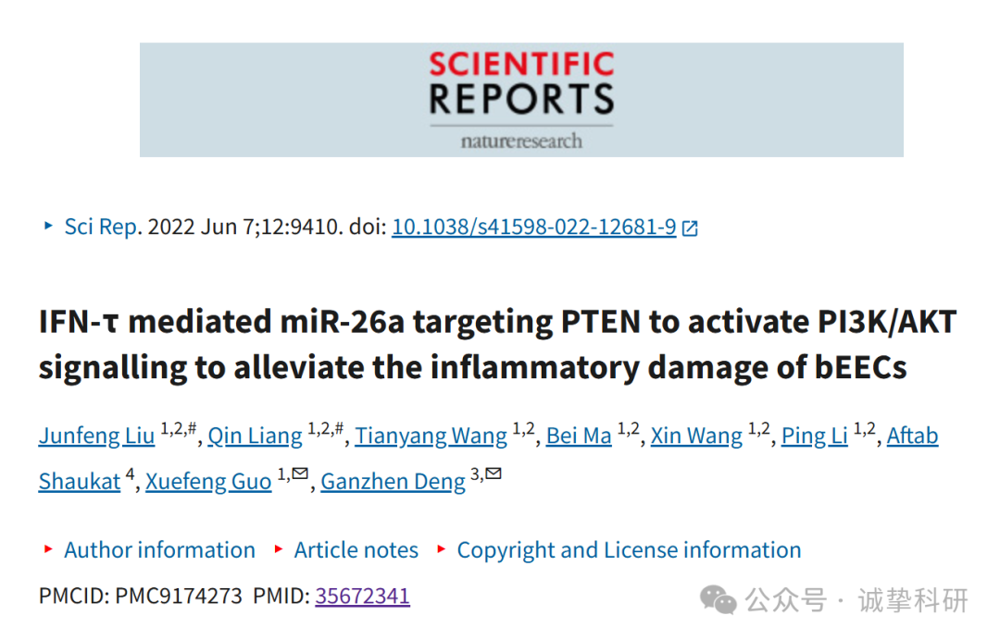 SCIENTIFIC
REPORTS
natureresearch
Sci Rep. 2022 Jun 7;12:9410. doi: 10.1038/s41598-022-12681-9
IFN-τ mediated miR-26a targeting PTEN to activate PI3K/AKT
signalling to alleviate the inflammatory damage of bEECs
Junfeng Liu 1,2,#, Qin Liang 1,2,#, Tianyang Wang 1,2, Bei Ma 1,2, Xin Wang 1,2, Ping Li 1,2, Aftab
Shaukat 4, Xuefeng Guo 1,✉, Ganzhen Deng 3,✉
Author information Article notes Copyright and License information
PMCID: PMC9174273 PMID: 35672341
公众号 · 诚挚科研